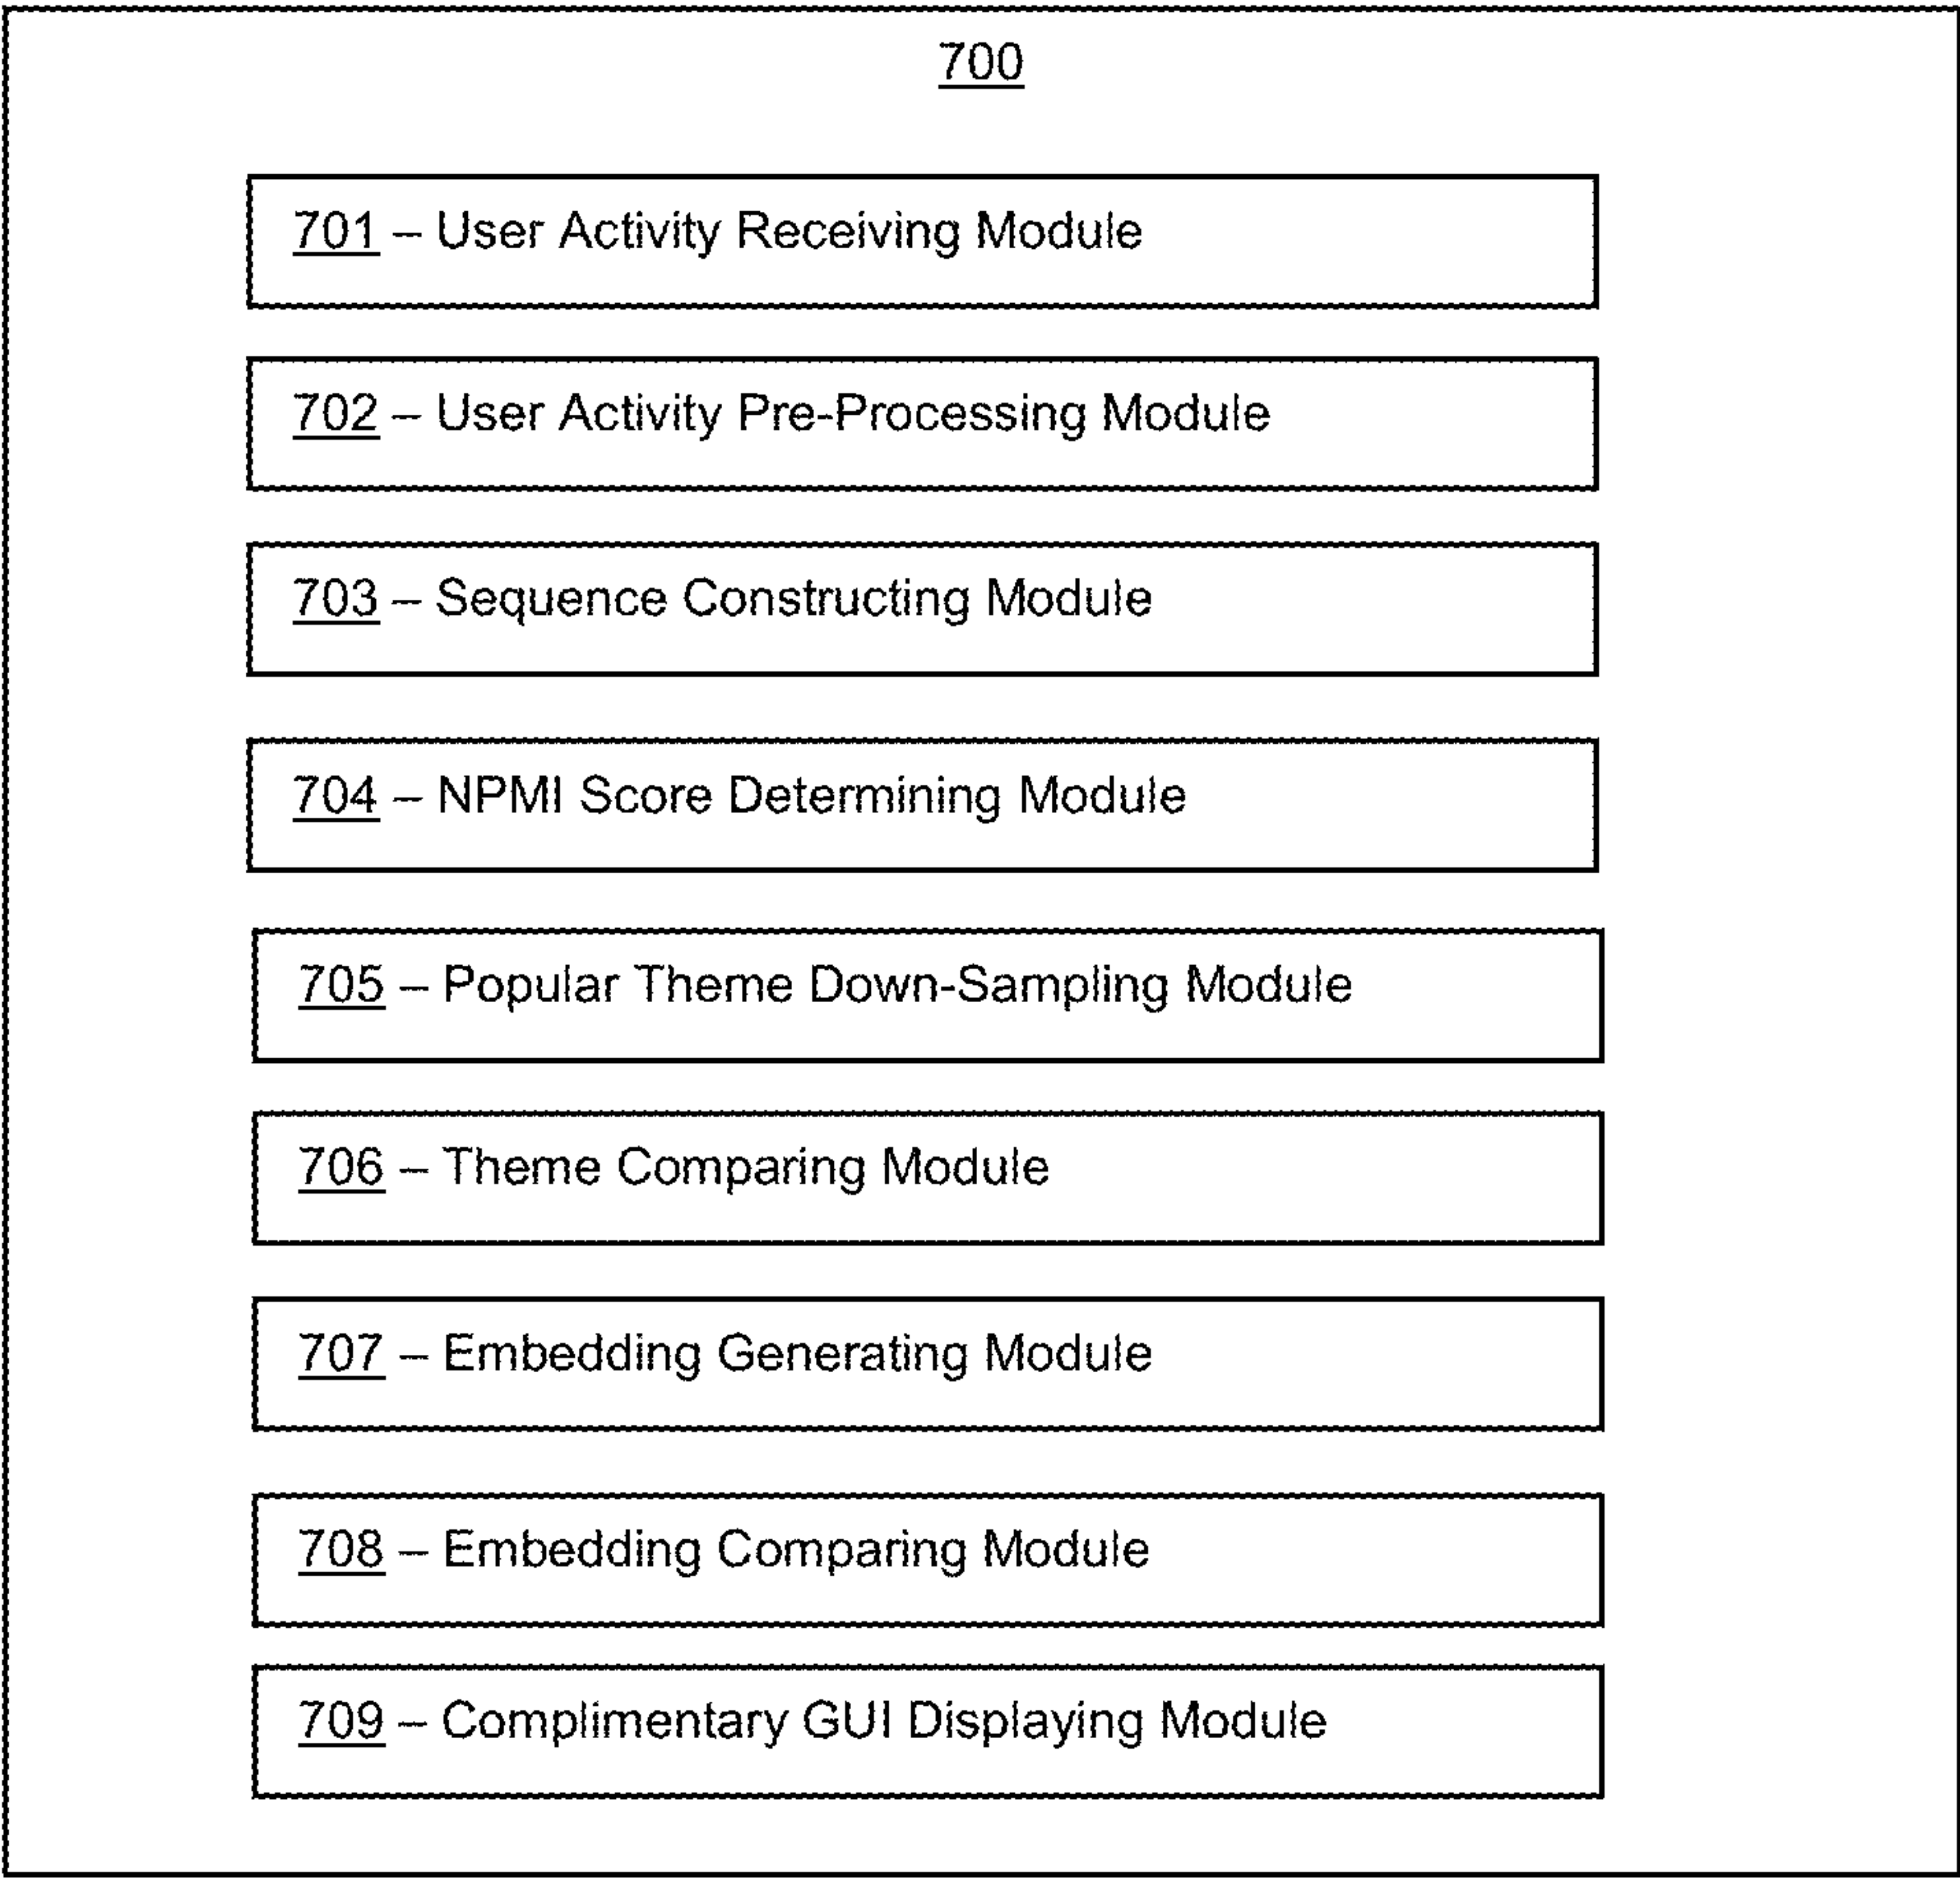 700
701 – User Activity Receiving Module
702 – User Activity Pre-Processing Module
703 – Sequence Constructing Module
704 – NPMI Score Determining Module
705 – Popular Theme Down-Sampling Module
706 – Theme Comparing Module
707 – Embedding Generating Module
708 – Embedding Comparing Module
709 – Complimentary GUI Displaying Module